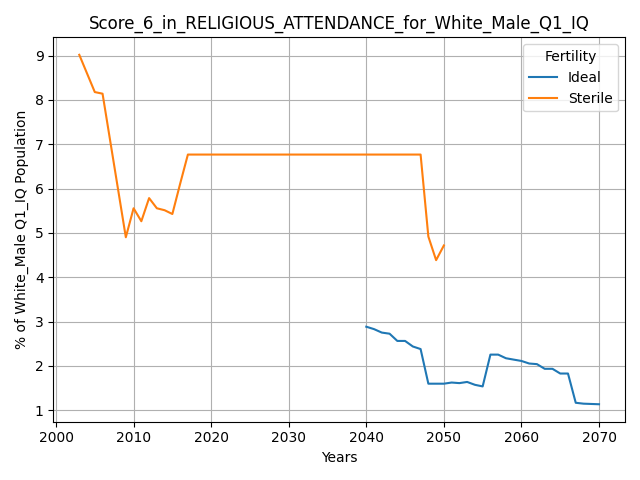 Score_6_in_RELIGIOUS_ATTENDANCE_for_White_Male_Q1_IQ
Fertility
Ideal
Sterile
% of White_Male Q1_IQ Population
9
8
7
6
5
4
3
2
1
2000 2010 2020 2030 2040 2050 2060 2070
Years